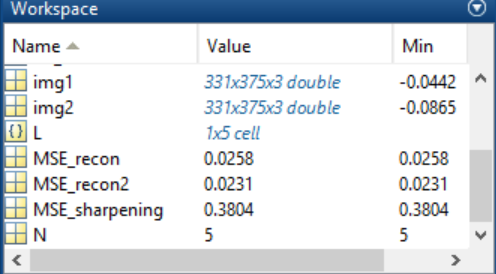 Workspace
Name Value Min
img1 331x375x3 double -0.0442
img2 331x375x3 double -0.0865
{} L 1x5 cell
MSE_recon 0.0258 0.0258
MSE_recon2 0.0231 0.0231
MSE_sharpening 0.3804 0.3804
N 5 5